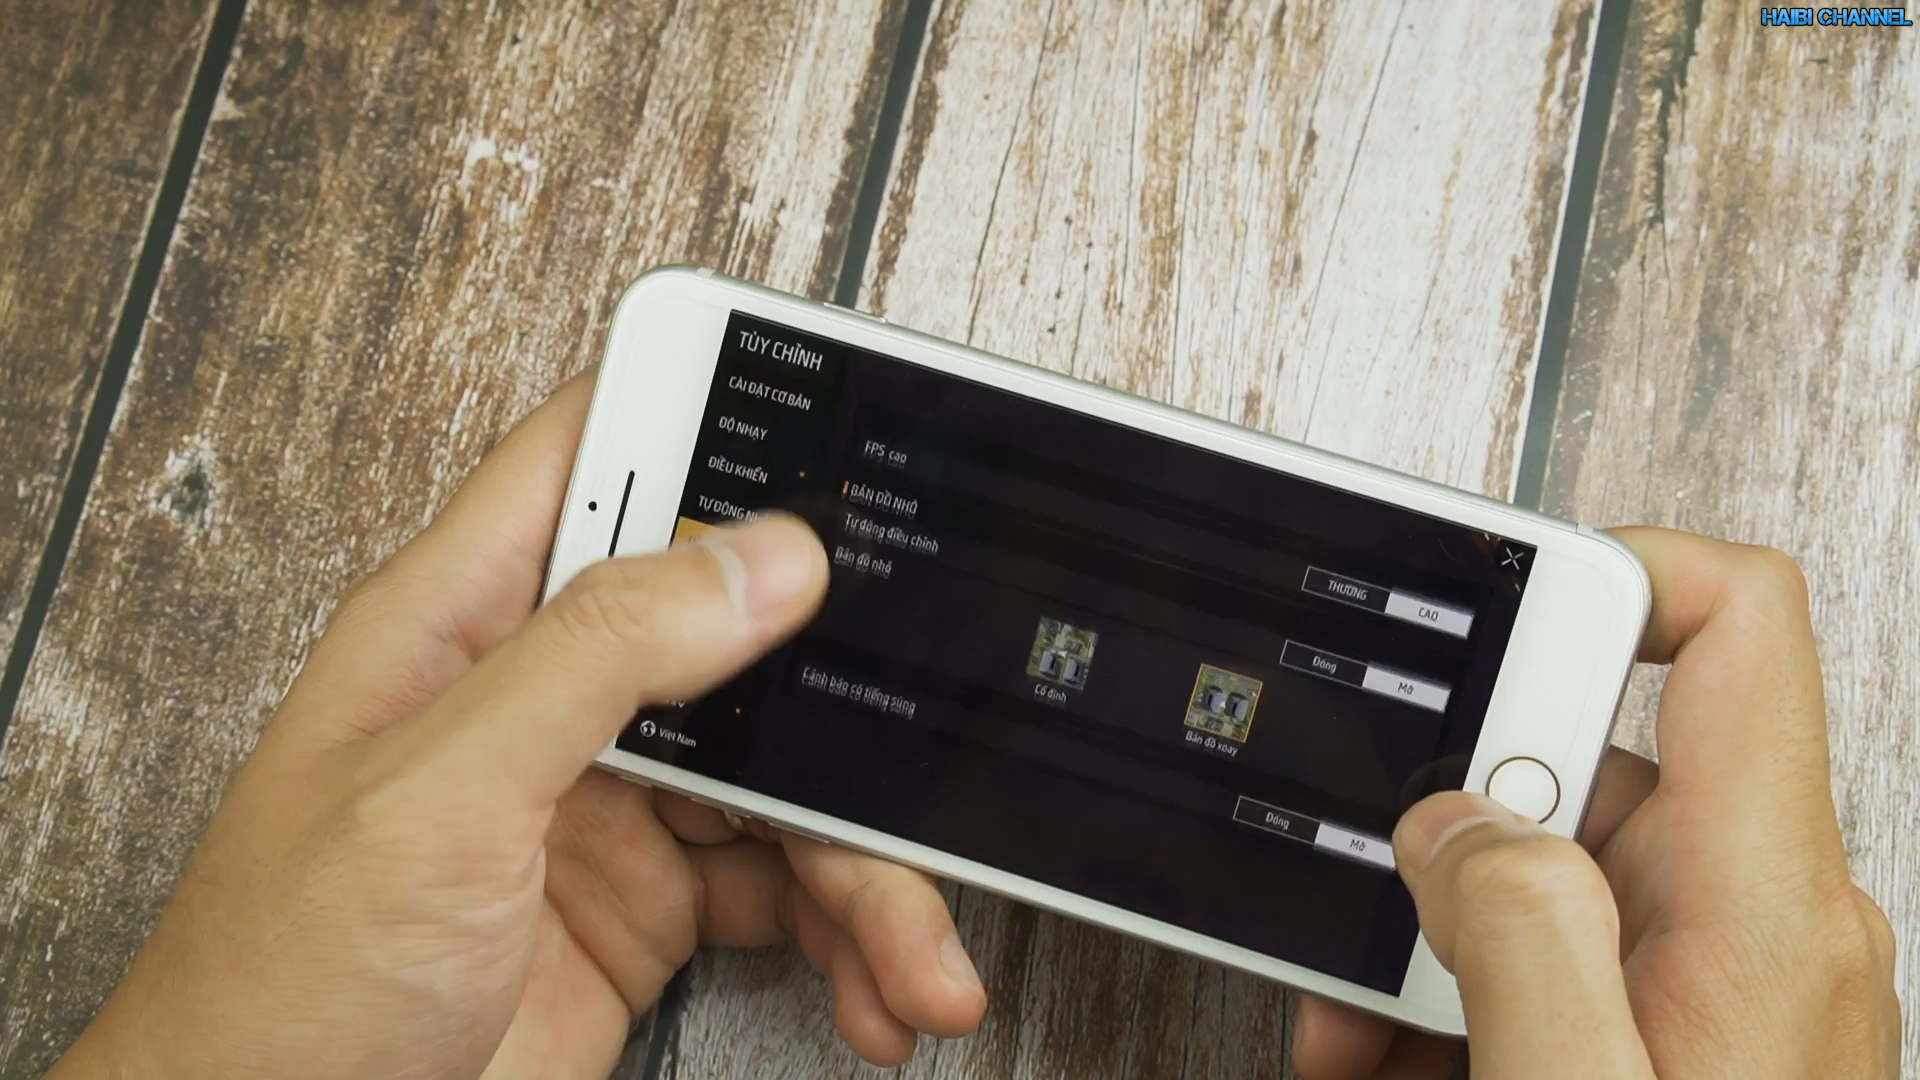 HAIBI CHANNEL
TÙY CHỈNH
CÀI ĐẶT CƠ BẢN
ĐỘ NHẠY
ĐIỀU KHIỂN
TỰ ĐỘNG
Việt Nam
FPS cao
THƯỜNG CAO
BẢN ĐỒ NHỎ
Tự động điều chỉnh
Đóng Mở
Bản đồ nhỏ
Cố định
Bản đồ xoay
Cảnh báo có tiếng súng
Đóng Mở